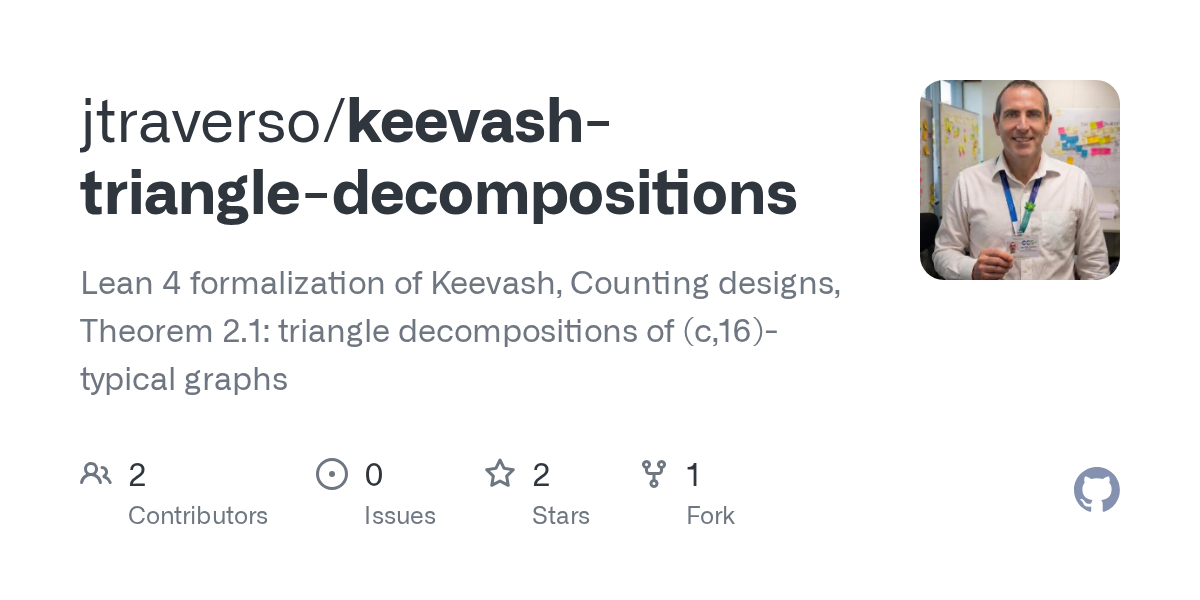 jtraverso/keevash-
triangle-decompositions
Lean 4 formalization of Keevash, Counting designs,
Theorem 2.1: triangle decompositions of (c,16)-
typical graphs
2 0 2 1
Contributors Issues Stars Fork